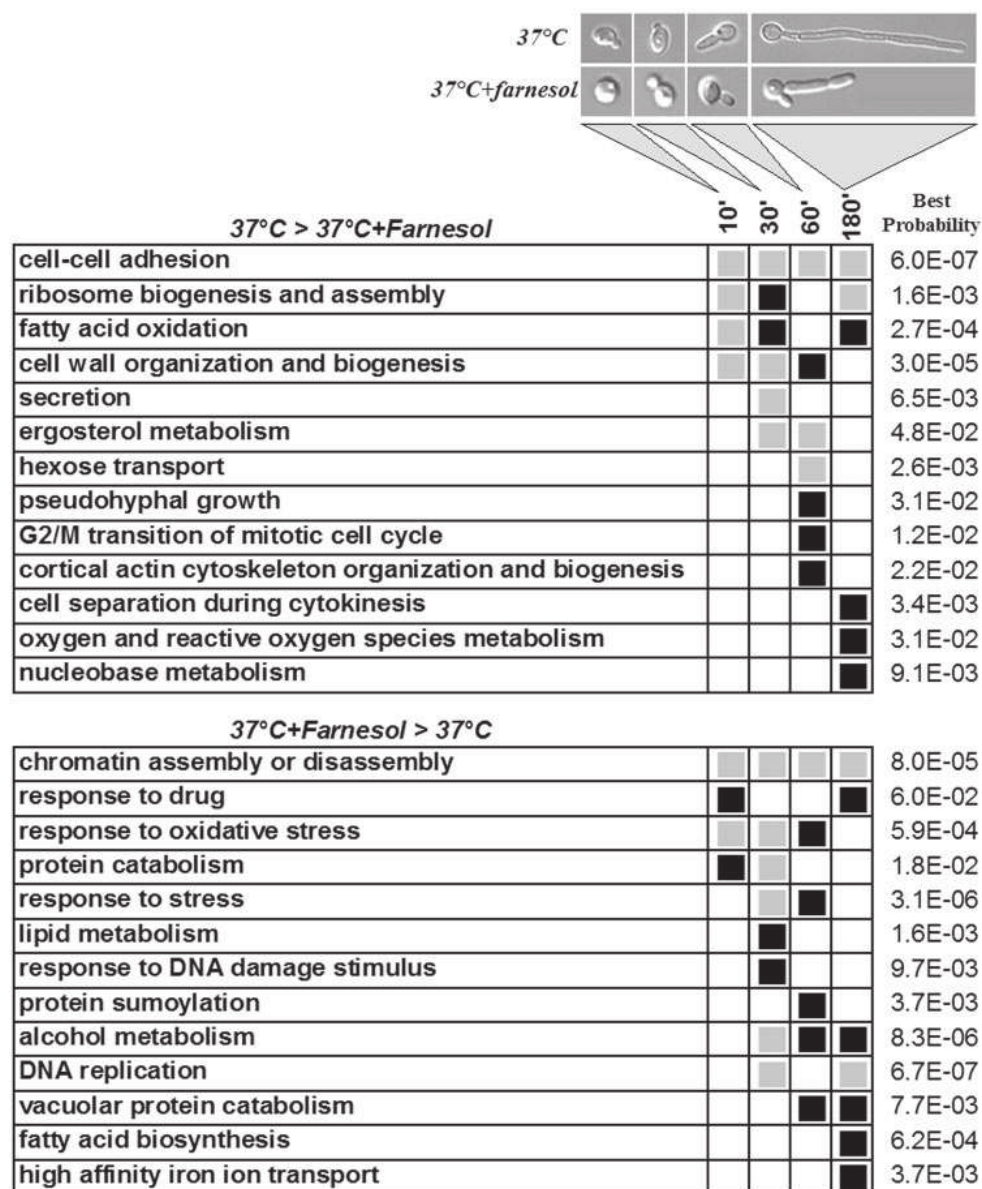 37°C
37°C+farnesol
37°C > 37°C+Farnesol 10' 30' 60' 180' Best Probability
cell-cell adhesion 6.0E-07
ribosome biogenesis and assembly 1.6E-03
fatty acid oxidation 2.7E-04
cell wall organization and biogenesis 3.0E-05
secretion 6.5E-03
ergosterol metabolism 4.8E-02
hexose transport 2.6E-03
pseudohyphal growth 3.1E-02
G2/M transition of mitotic cell cycle 1.2E-02
cortical actin cytoskeleton organization and biogenesis 2.2E-02
cell separation during cytokinesis 3.4E-03
oxygen and reactive oxygen species metabolism 3.1E-02
nucleobase metabolism 9.1E-03
37°C+Farnesol > 37°C
chromatin assembly or disassembly 8.0E-05
response to drug 6.0E-02
response to oxidative stress 5.9E-04
protein catabolism 1.8E-02
response to stress 3.1E-06
lipid metabolism 1.6E-03
response to DNA damage stimulus 9.7E-03
protein sumoylation 3.7E-03
alcohol metabolism 8.3E-06
DNA replication 6.7E-07
vacuolar protein catabolism 7.7E-03
fatty acid biosynthesis 6.2E-04
high affinity iron ion transport 3.7E-03